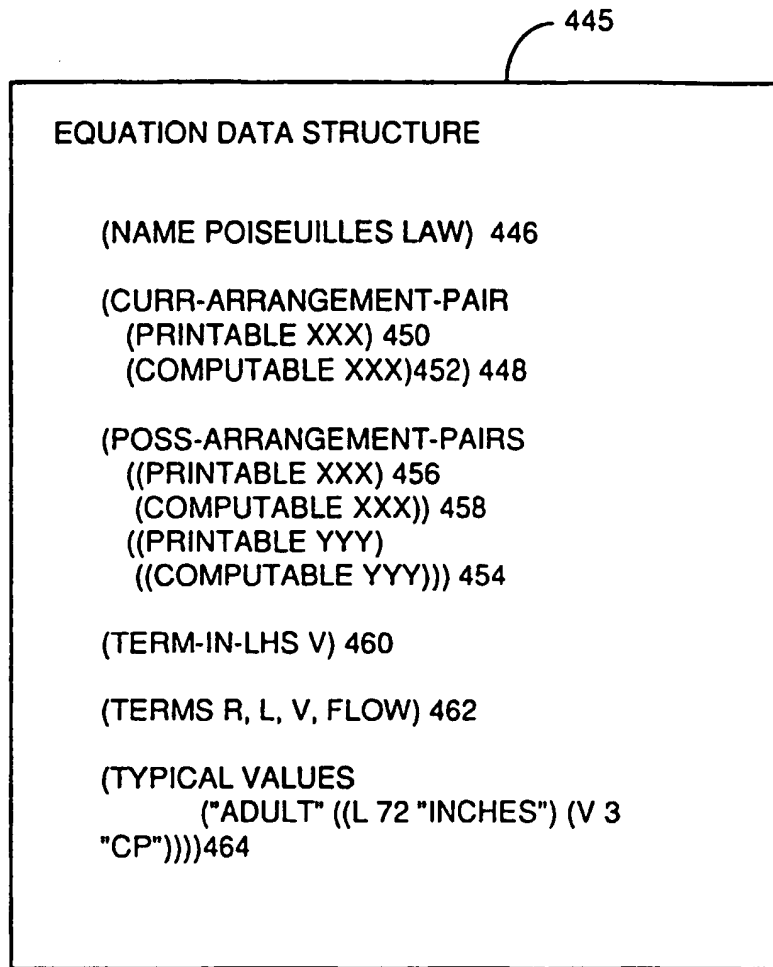 445
EQUATION DATA STRUCTURE
(NAME POISEUILLES LAW) 446
(CURR-ARRANGEMENT-PAIR
(PRINTABLE XXX) 450
(COMPUTABLE XXX)452) 448
(POSS-ARRANGEMENT-PAIRS
((PRINTABLE XXX) 456
(COMPUTABLE XXX)) 458
((PRINTABLE YYY)
((COMPUTABLE YYY))) 454
(TERM-IN-LHS V) 460
(TERMS R, L, V, FLOW) 462
(TYPICAL VALUES
("ADULT" ((L 72 "INCHES") (V 3
"CP"))))464